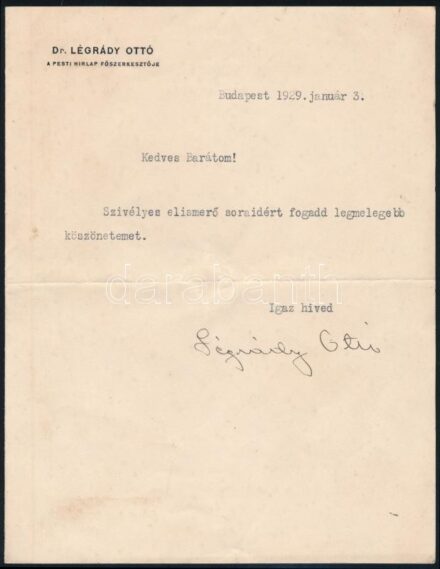 Dr. LÉGRÁDY OTTÓ
A PESTI HIRLAP FŐSZERKESZTŐJE
Budapest 1929. január 3.
Kedves Barátom!
Szivélyes elismerő soraidért fogadd legmelegebb
köszönetemet.
darabanth
Igaz hived
Légrády Ottó